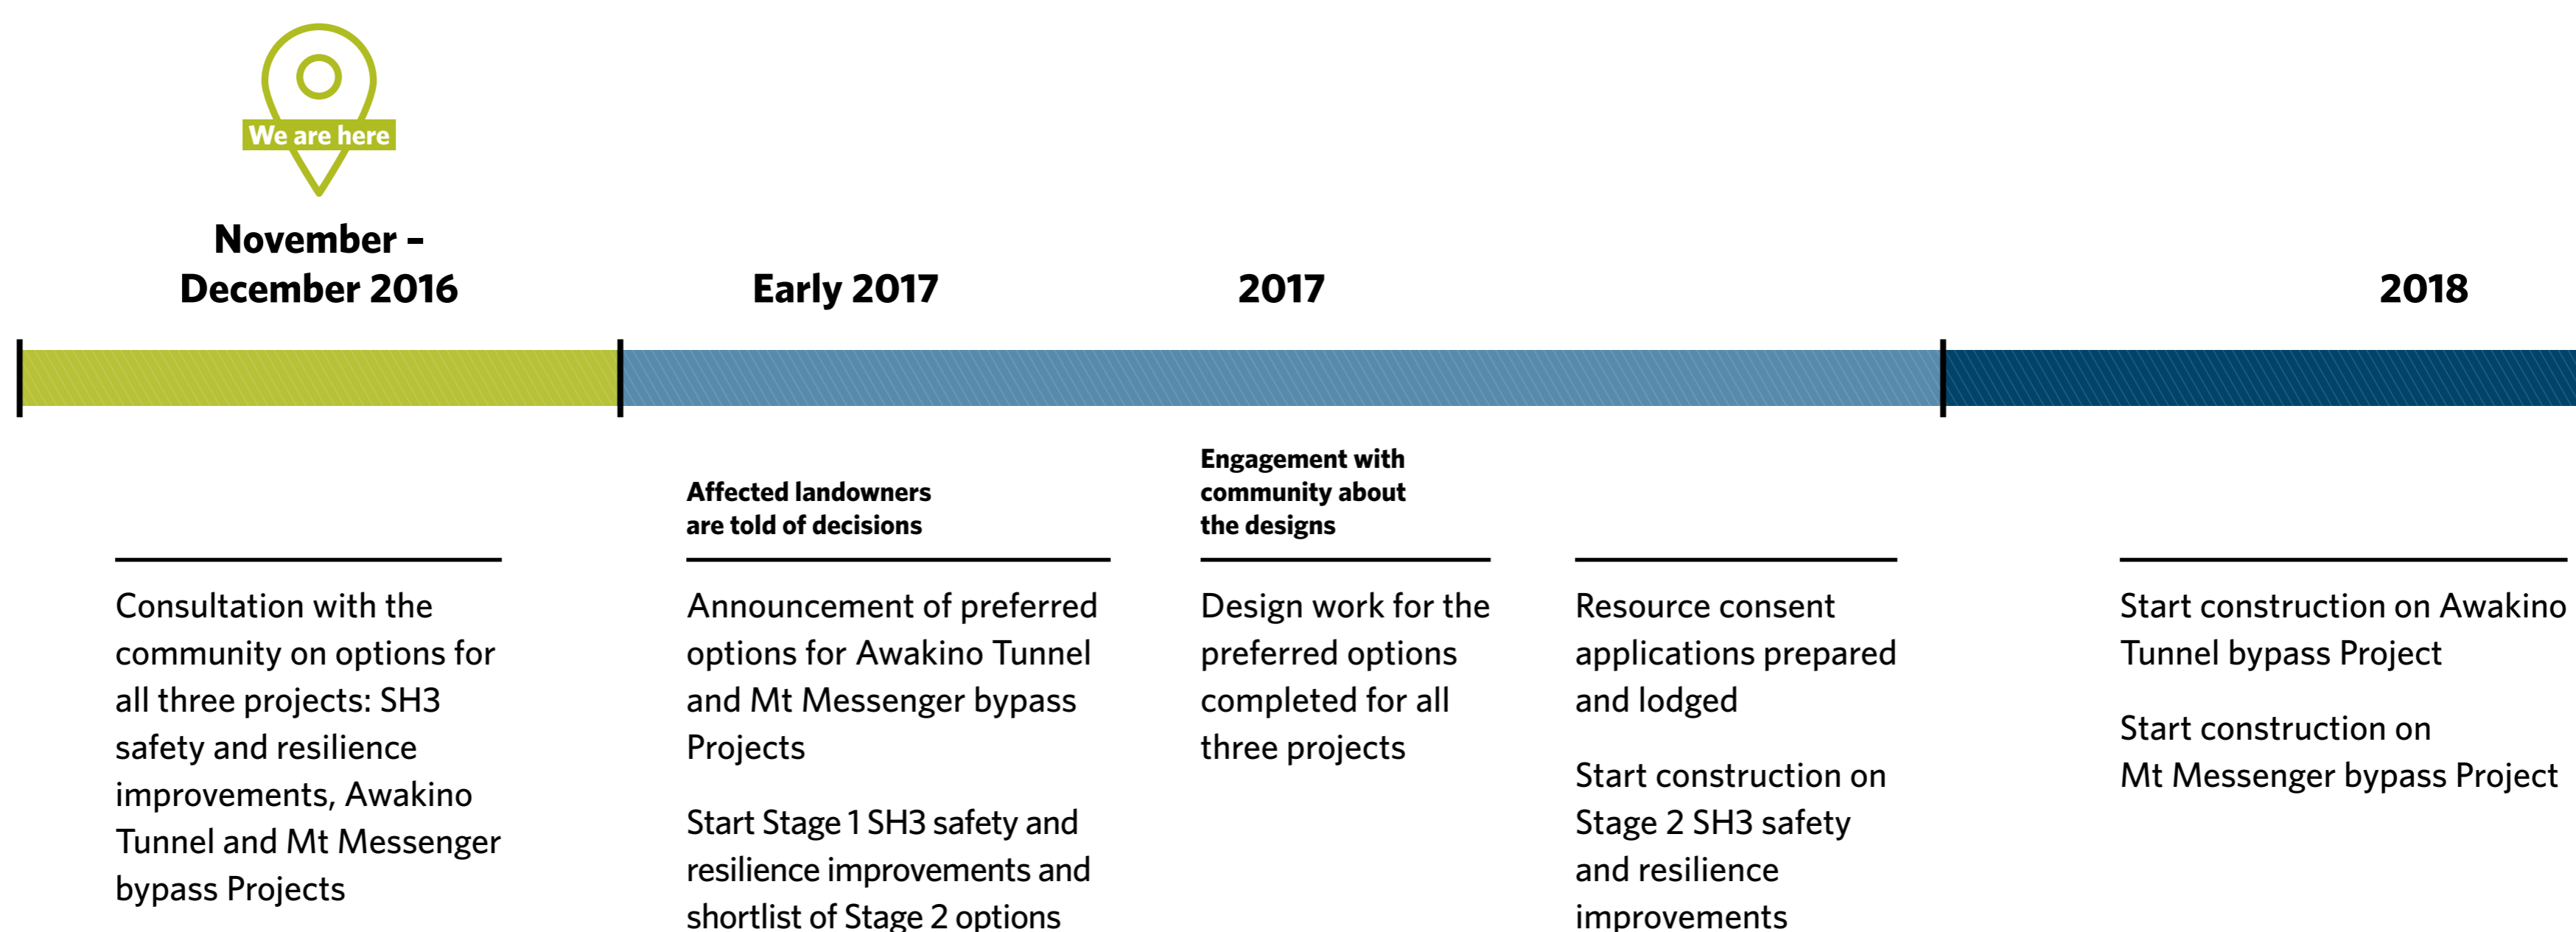 We are here
November –
December 2016
Early 2017
2017
2018
Affected landowners
are told of decisions
Engagement with
community about
the designs
Consultation with the
community on options for
all three projects: SH3
safety and resilience
improvements, Awakino
Tunnel and Mt Messenger
bypass Projects
Announcement of preferred
options for Awakino Tunnel
and Mt Messenger bypass
Projects
Start Stage 1 SH3 safety and
resilience improvements and
shortlist of Stage 2 options
Design work for the
preferred options
completed for all
three projects
Resource consent
applications prepared
and lodged
Start construction on
Stage 2 SH3 safety
and resilience
improvements
Start construction on Awakino
Tunnel bypass Project
Start construction on
Mt Messenger bypass Project